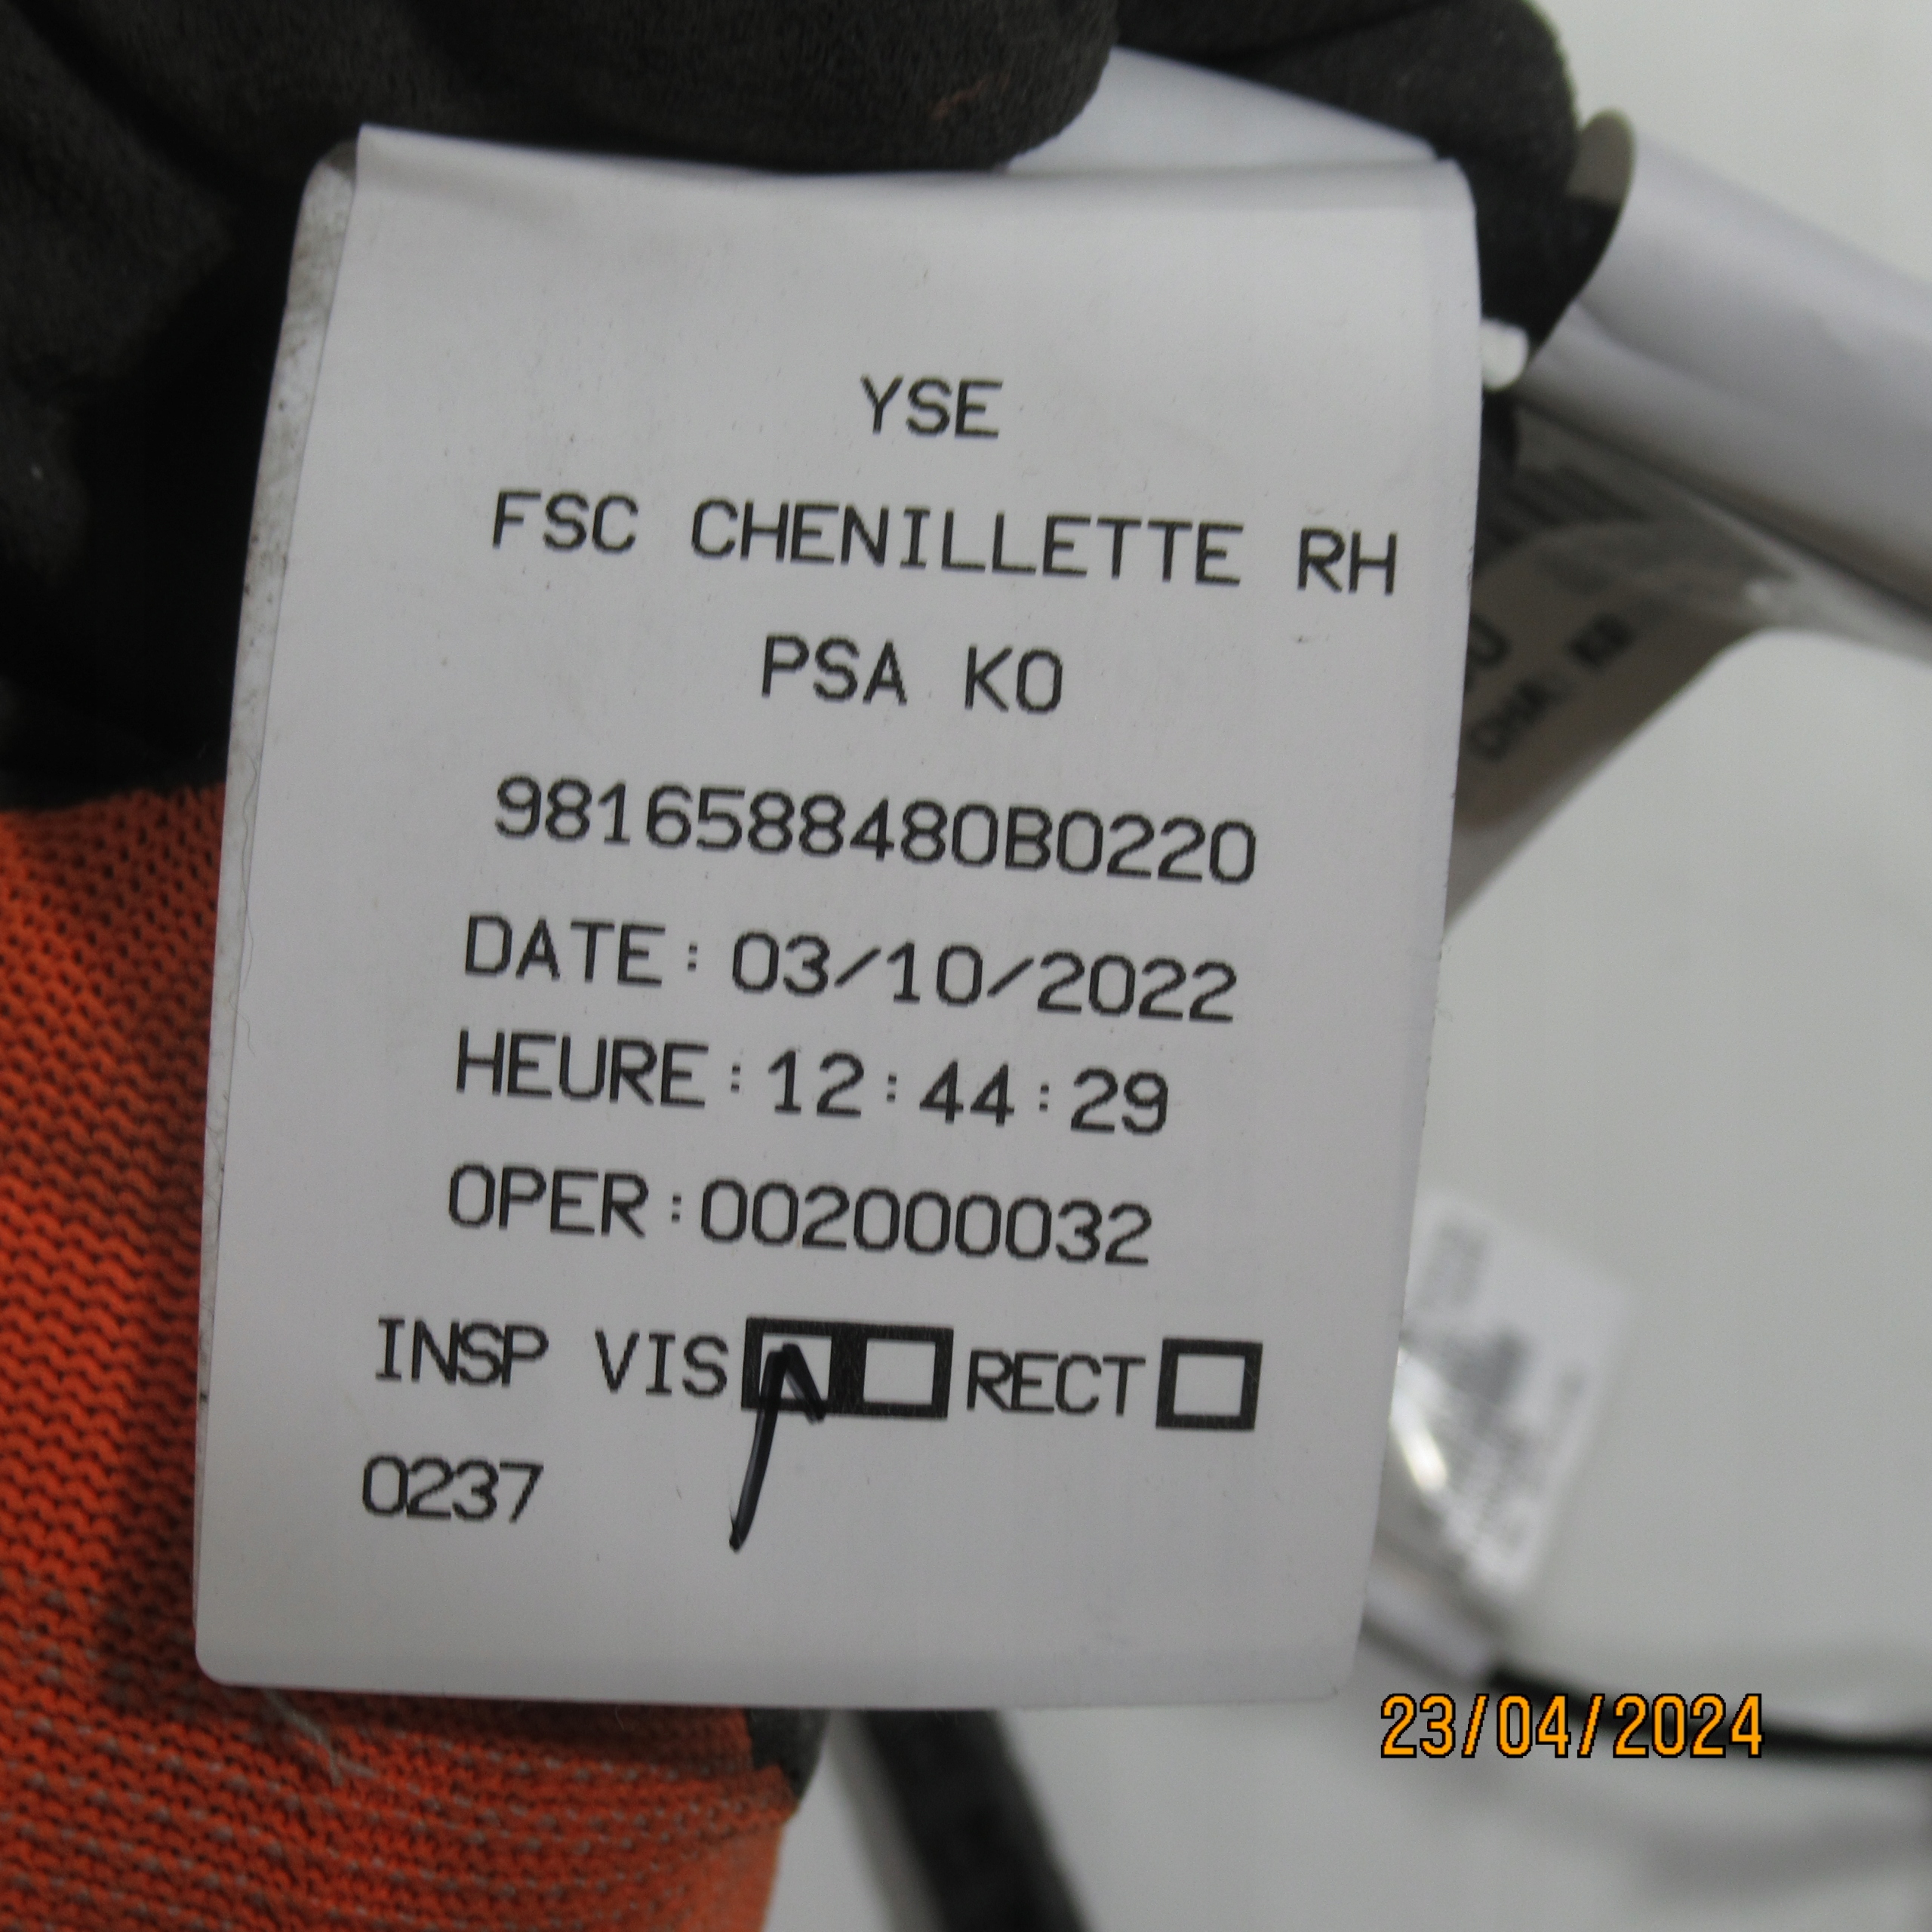 YSE
FSC CHENILLETTE RH
PSA KO
9816588480B0220
DATE: 03/10/2022
HEURE:12:44:29
OPER:002000032
INSP VIS RECT
0237
23/04/2024